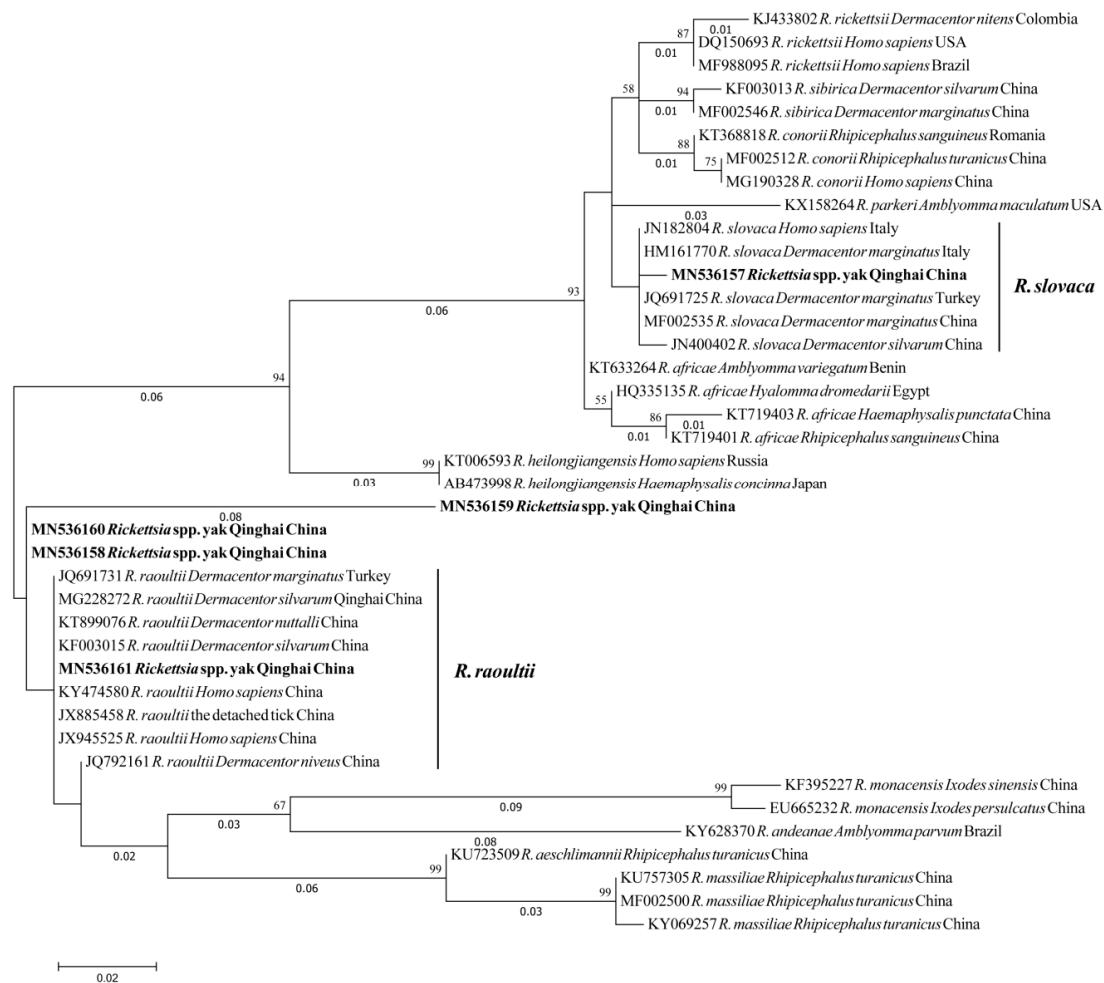 KJ433802 R. rickettsii Dermacentor nitens Colombia
87
0.01
DQ150693 R. rickettsii Homo sapiens USA
0.01
MF988095 R. rickettsii Homo sapiens Brazil
58
94
KF003013 R. sibirica Dermacentor silvarum China
0.01
MF002546 R. sibirica Dermacentor marginatus China
KT368818 R. conorii Rhipicephalus sanguineus Romania
88
0.01
75
MF002512 R. conorii Rhipicephalus turanicus China
MG190328 R. conorii Homo sapiens China
KX158264 R. parkeri Amblyomma maculatum USA
0.03
JN182804 R. slovaca Homo sapiens Italy
HM161770 R. slovaca Dermacentor marginatus Italy
MN536157 Rickettsia spp. yak Qinghai China
R. slovaca
93
0.06
JQ691725 R. slovaca Dermacentor marginatus Turkey
MF002535 R. slovaca Dermacentor marginatus China
JN400402 R. slovaca Dermacentor silvarum China
KT633264 R. africae Amblyomma variegatum Benin
94
0.06
HQ335135 R. africae Hyalomma dromedarii Egypt
55
86
KT719403 R. africae Haemaphysalis punctata China
0.01
0.01
KT719401 R. africae Rhipicephalus sanguineus China
99
KT006593 R. heilongjiangensis Homo sapiens Russia
0.03
AB473998 R. heilongjiangensis Haemaphysalis concinna Japan
MN536159 Rickettsia spp. yak Qinghai China
0.08
MN536160 Rickettsia spp. yak Qinghai China
MN536158 Rickettsia spp. yak Qinghai China
JQ691731 R. raoultii Dermacentor marginatus Turkey
MG228272 R. raoultii Dermacentor silvarum Qinghai China
KT899076 R. raoultii Dermacentor nuttalli China
KF003015 R. raoultii Dermacentor silvarum China
MN536161 Rickettsia spp. yak Qinghai China
R. raoultii
KY474580 R. raoultii Homo sapiens China
JX885458 R. raoultii the detached tick China
JX945525 R. raoultii Homo sapiens China
JQ792161 R. raoultii Dermacentor niveus China
99
KF395227 R. monacensis Ixodes sinensis China
67
0.09
EU665232 R. monacensis Ixodes persulcatus China
0.03
KY628370 R. andeanae Amblyomma parvum Brazil
0.08
0.02
KU723509 R. aeschlimannii Rhipicephalus turanicus China
99
0.06
KU757305 R. massiliae Rhipicephalus turanicus China
99
MF002500 R. massiliae Rhipicephalus turanicus China
0.03
KY069257 R. massiliae Rhipicephalus turanicus China
0.02